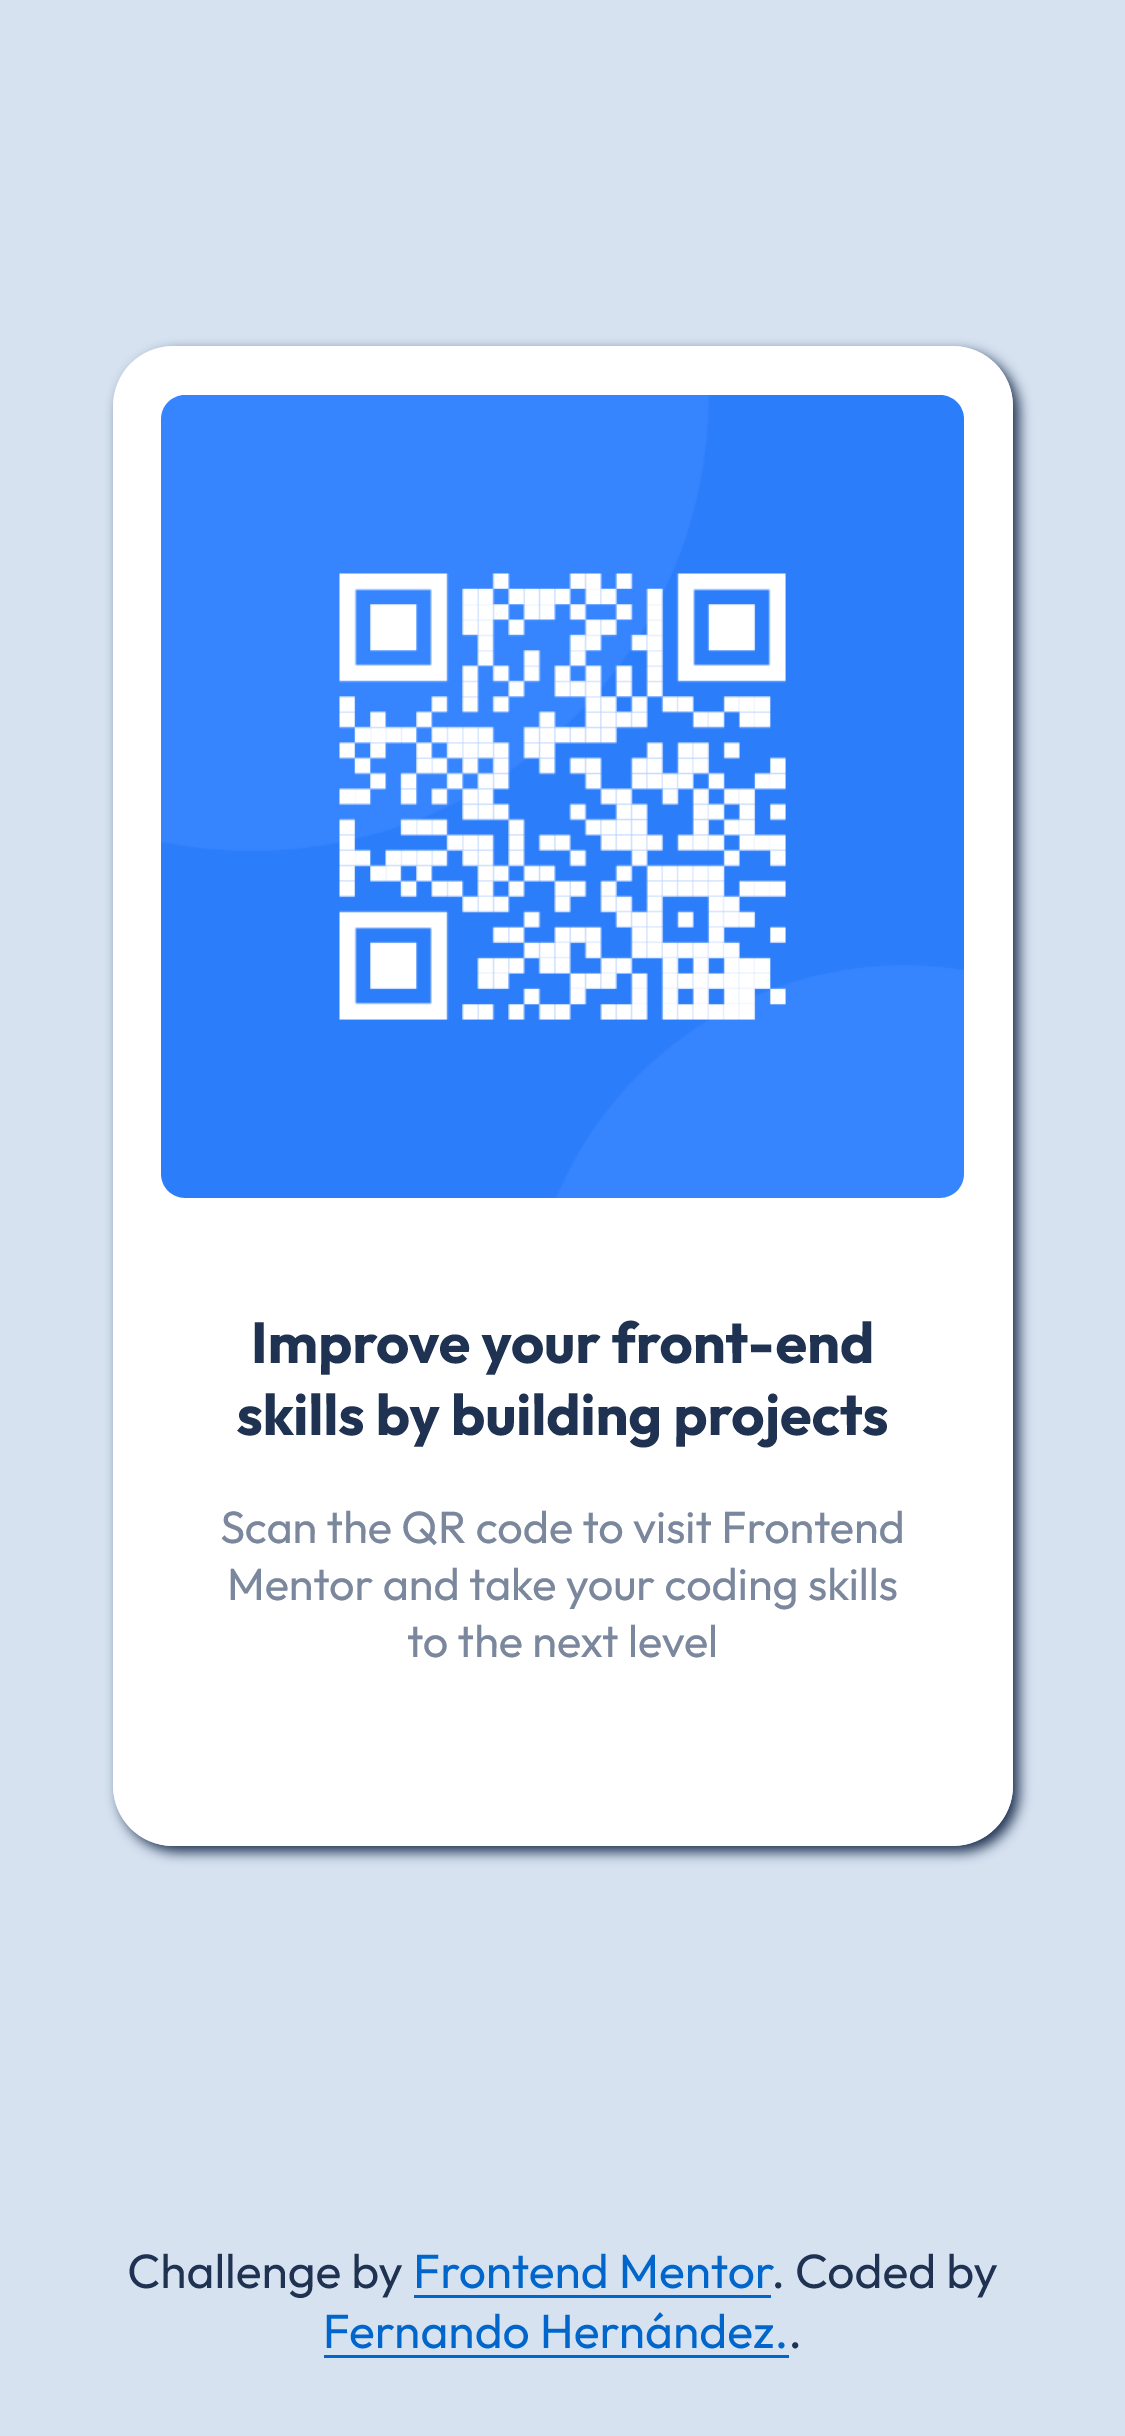 Improve your front-end
skills by building projects
Scan the QR code to visit Frontend
Mentor and take your coding skills
to the next level
Challenge by Frontend Mentor. Coded by
Fernando Hernández..